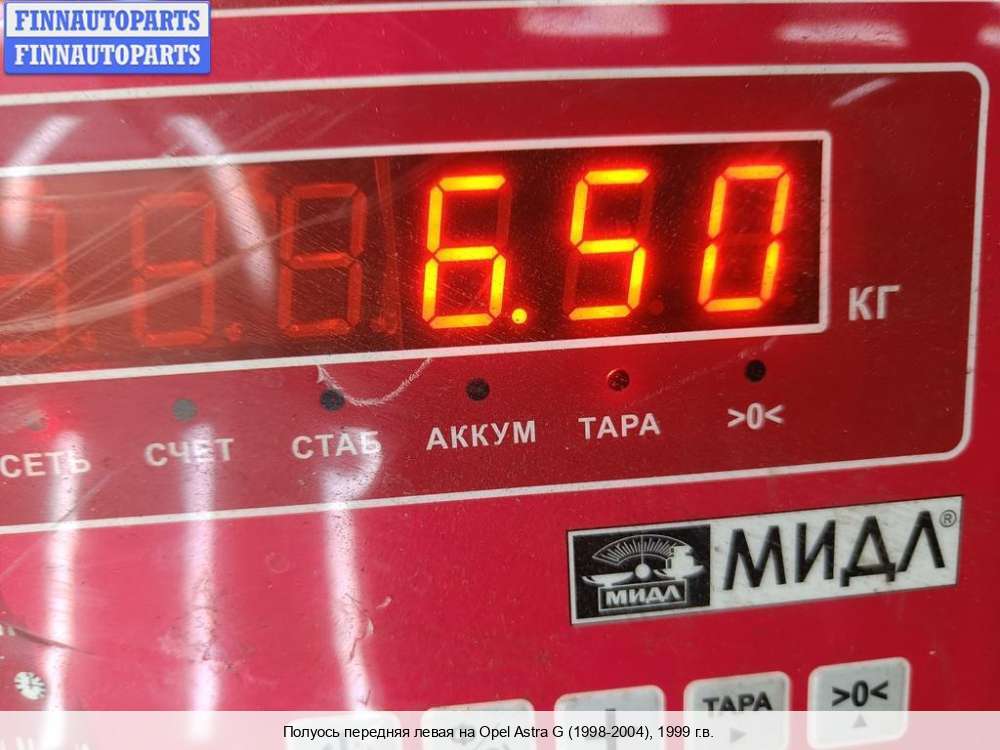 FINNAUTOPARTS
FINNAUTOPARTS
6.50
КГ
СЕТЬ СЧЕТ СТАБ АККУМ ТАРА >0<
МИДЛ®
МИДЛ
ТАРА >0<
Полуось передняя левая на Opel Astra G (1998-2004), 1999 г.в.